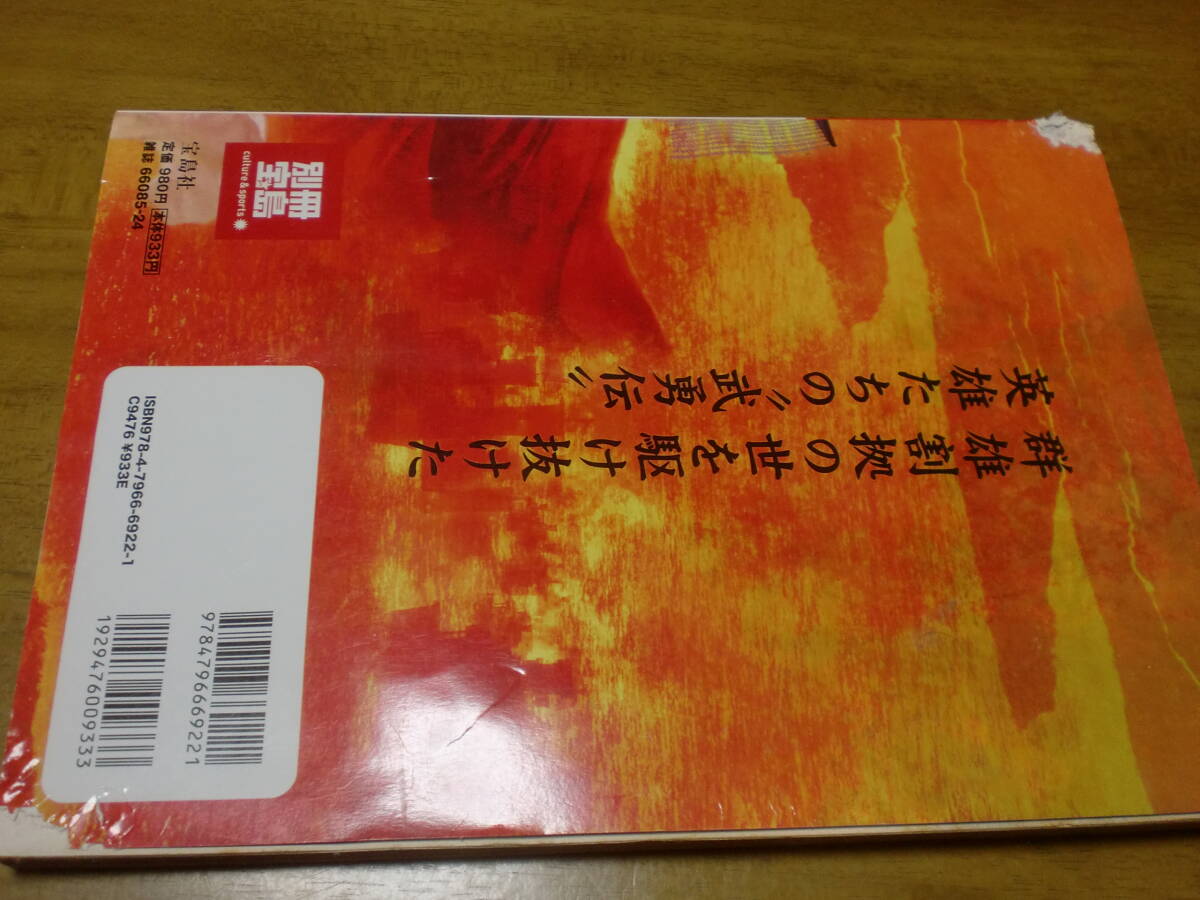 群雄割拠の世を駆け抜けた
英雄たちの〝武勇伝〟
別冊
宝島
culture & sports
宝島社
定価 980円 本体933円
雑誌 66085-24
ISBN978-4-7966-6922-1
C9476 ¥933E
9784796669221
1929476009333